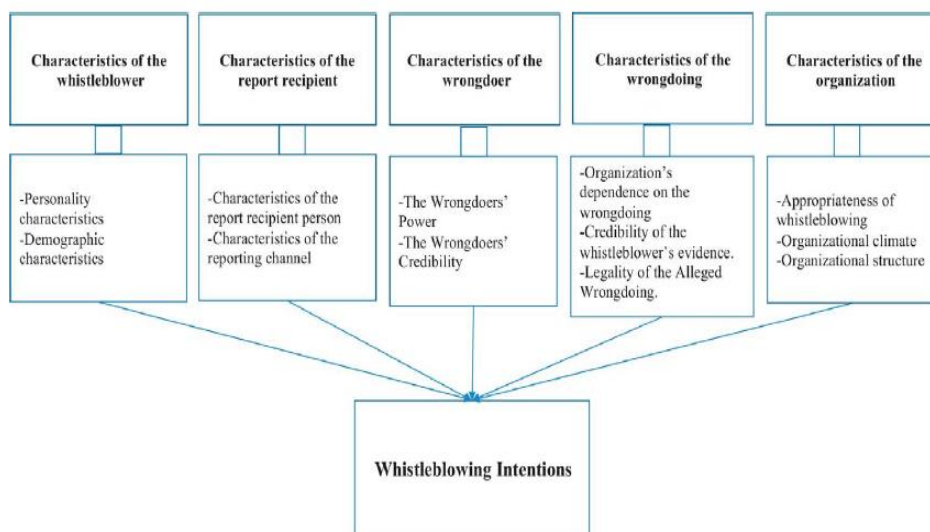 Characteristics of the
whistleblower
Characteristics of the
report recipient
Characteristics of the
wrongdoer
Characteristics of the
wrongdoing
Characteristics of the
organization
-Personality
characteristics
-Demographic
characteristics
-Characteristics of the
report recipient person
-Characteristics of the
reporting channel
-The Wrongdoers'
Power
-The Wrongdoers'
Credibility
-Organization's
dependence on the
wrongdoing
-Credibility of the
whistleblower's evidence.
-Legality of the Alleged
Wrongdoing.
-Appropriateness of
whistleblowing
-Organizational climate
-Organizational structure
Whistleblowing Intentions